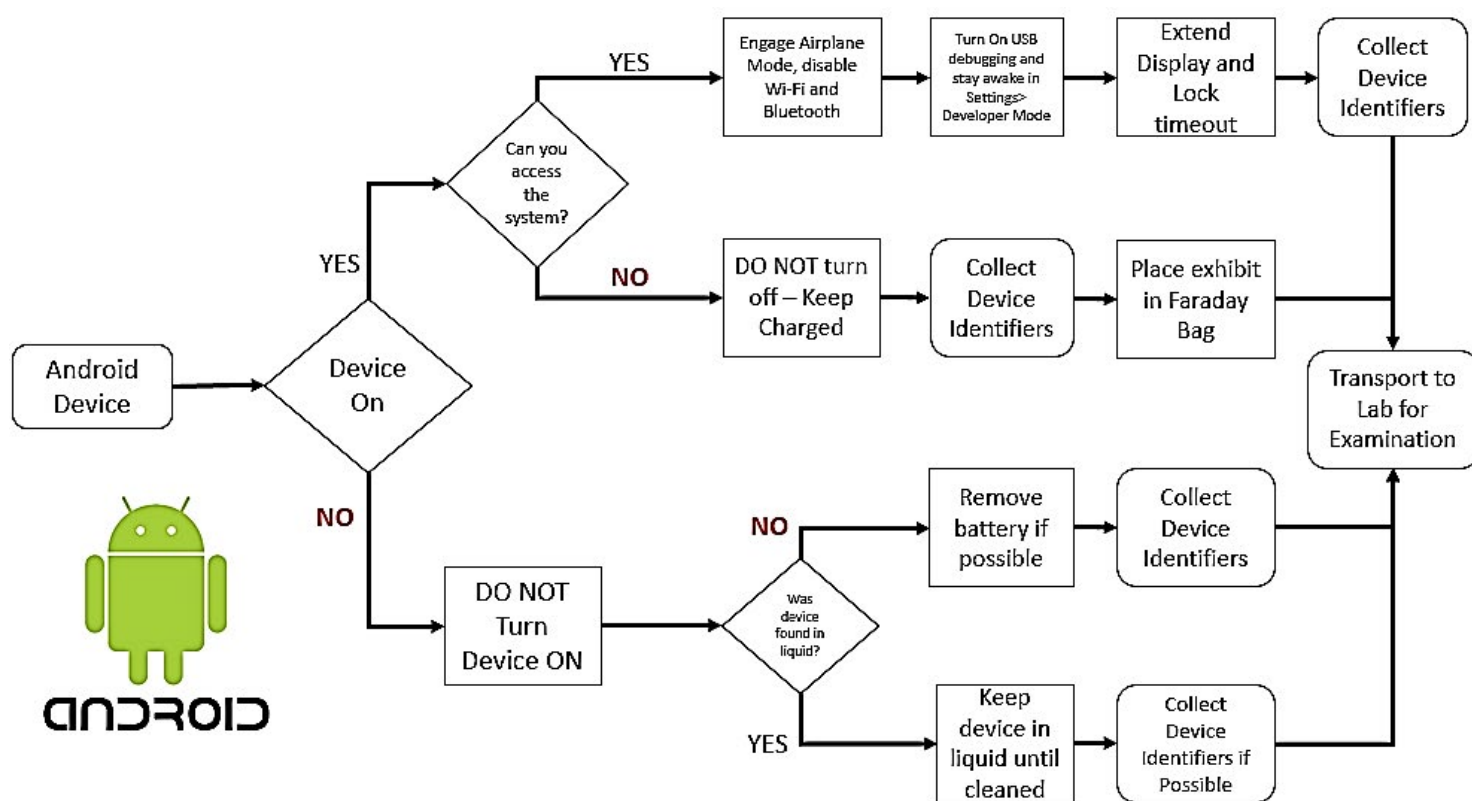 Android
Device
Device
On
YES
NO
Can you
access
the
system?
YES
Engage Airplane
Mode, disable
Wi-Fi and
Bluetooth
Turn On USB
debugging and
stay awake in
Settings>
Developer Mode
Extend
Display and
Lock
timeout
Collect
Device
Identifiers
NO
DO NOT turn
off – Keep
Charged
Collect
Device
Identifiers
Place exhibit
in Faraday
Bag
Transport to
Lab for
Examination
DO NOT
Turn
Device ON
Was
device
found in
liquid?
NO
Remove
battery if
possible
Collect
Device
Identifiers
YES
Keep
device in
liquid until
cleaned
Collect
Device
Identifiers if
Possible
ANDROID